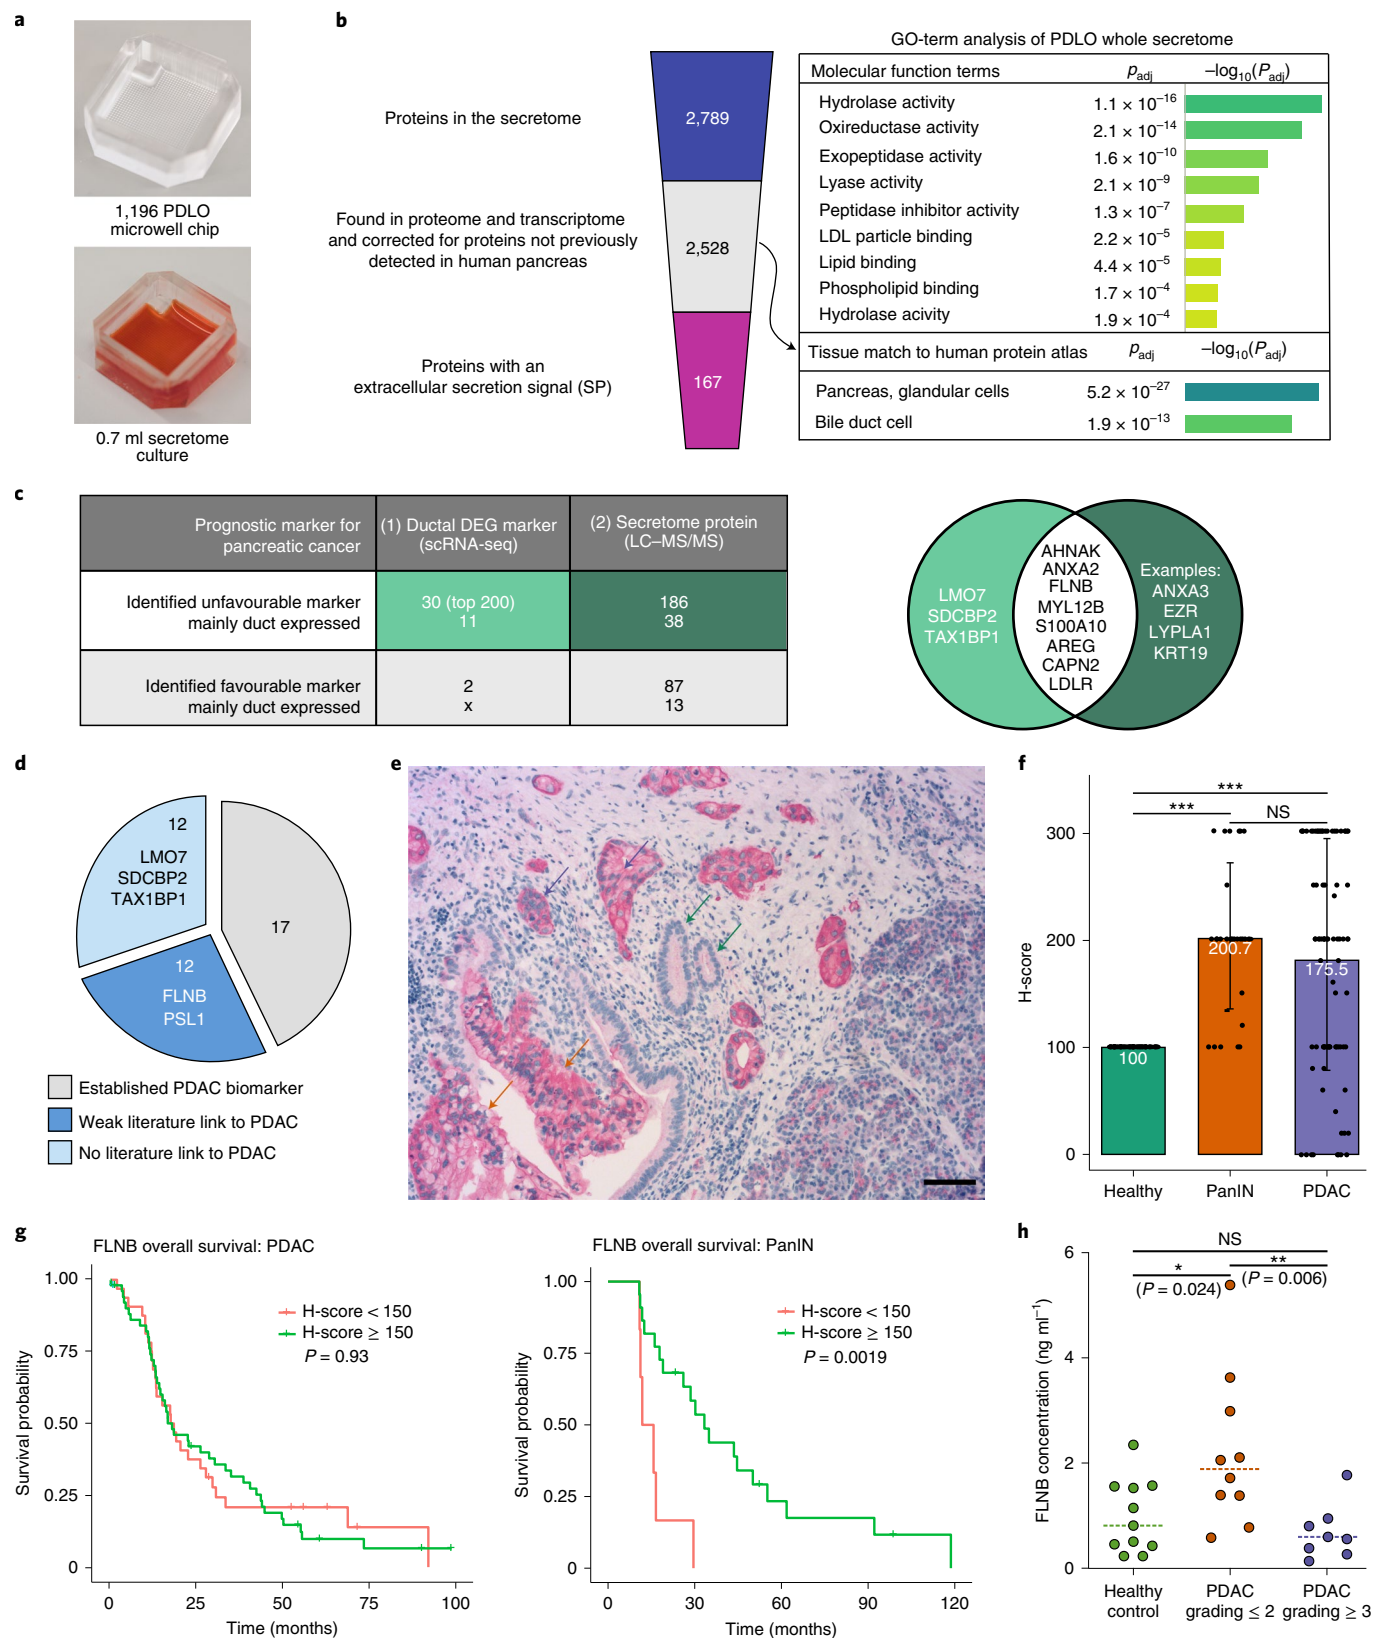 a
1,196 PDLO
microwell chip
0.7 ml secretome
culture
b
Proteins in the secretome
2,789
Found in proteome and transcriptome
and corrected for proteins not previously
detected in human pancreas
2,528
Proteins with an
extracellular secretion signal (SP)
167
GO-term analysis of PDLO whole secretome
Molecular function terms p_adj –log10(P_adj)
Hydrolase activity 1.1 × 10^–16
Oxireductase activity 2.1 × 10^–14
Exopeptidase activity 1.6 × 10^–10
Lyase activity 2.1 × 10^–9
Peptidase inhibitor activity 1.3 × 10^–7
LDL particle binding 2.2 × 10^–5
Lipid binding 4.4 × 10^–5
Phospholipid binding 1.7 × 10^–4
Hydrolase acivity 1.9 × 10^–4
Tissue match to human protein atlas p_adj –log10(P_adj)
Pancreas, glandular cells 5.2 × 10^–27
Bile duct cell 1.9 × 10^–13
c
Prognostic marker for
pancreatic cancer
(1) Ductal DEG marker
(scRNA-seq)
(2) Secretome protein
(LC–MS/MS)
Identified unfavourable marker 30 (top 200) 186
mainly duct expressed 11 38
Identified favourable marker 2 87
mainly duct expressed x 13
LMO7
SDCBP2
TAX1BP1
AHNAK
ANXA2
FLNB
MYL12B
S100A10
AREG
CAPN2
LDLR
Examples:
ANXA3
EZR
LYPLA1
KRT19
d
12
LMO7
SDCBP2
TAX1BP1
17
12
FLNB
PSL1
Established PDAC biomarker
Weak literature link to PDAC
No literature link to PDAC
e
f
***
***
NS
H-score
300
200
100
0
100
200.7
175.5
Healthy PanIN PDAC
g
FLNB overall survival: PDAC
Survival probability
1.00
0.75
0.50
0.25
0
H-score < 150
H-score ≥ 150
P = 0.93
0 25 50 75 100
Time (months)
FLNB overall survival: PanIN
Survival probability
1.00
0.75
0.50
0.25
0
H-score < 150
H-score ≥ 150
P = 0.0019
0 30 60 90 120
Time (months)
h
NS
*
(P = 0.024)
**
(P = 0.006)
FLNB concentration (ng ml^–1)
6
4
2
0
Healthy
control
PDAC
grading ≤ 2
PDAC
grading ≥ 3